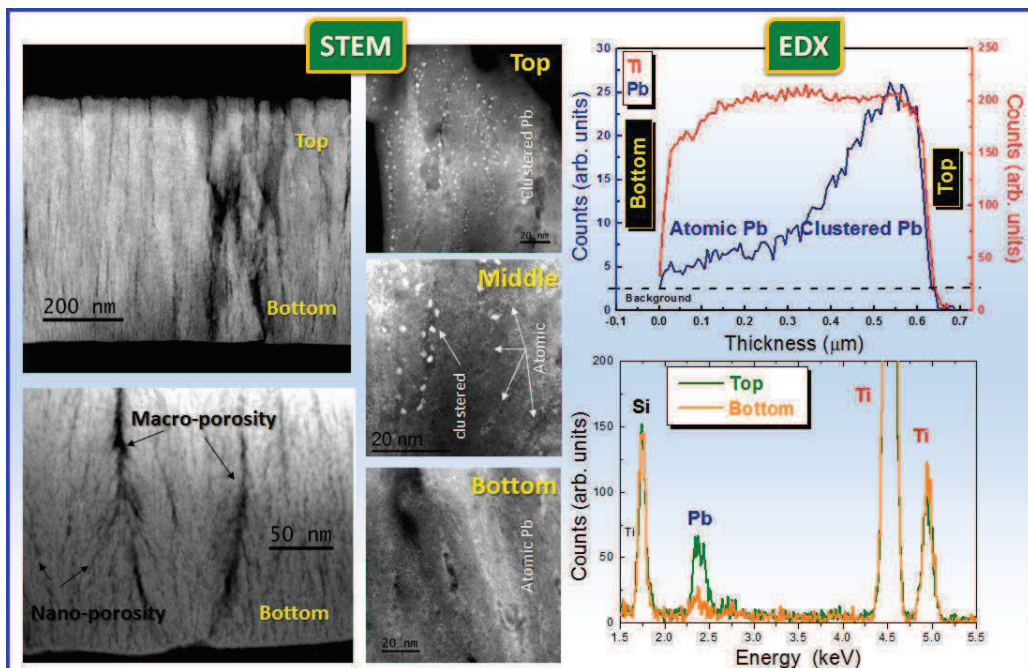 STEM
Top
Bottom
200 nm
Macro-porosity
50 nm
Nano-porosity
Bottom
Top
Clustered Pb
20 nm
Middle
clustered
Atomic
20 nm
Bottom
Atomic Pb
20 nm
EDX
Ti
Pb
Bottom
Top
Atomic Pb
Clustered Pb
Background
Counts (arb. units)
30
25
20
15
10
5
0
Counts (arb. units)
250
200
150
100
50
0
-0.1 0.0 0.1 0.2 0.3 0.4 0.5 0.6 0.7
Thickness (μm)
Top
Bottom
Si
Ti
Pb
Ti
Ti
Counts (arb. units)
200
150
100
50
0
1.5 2.0 2.5 3.0 3.5 4.0 4.5 5.0 5.5
Energy (keV)